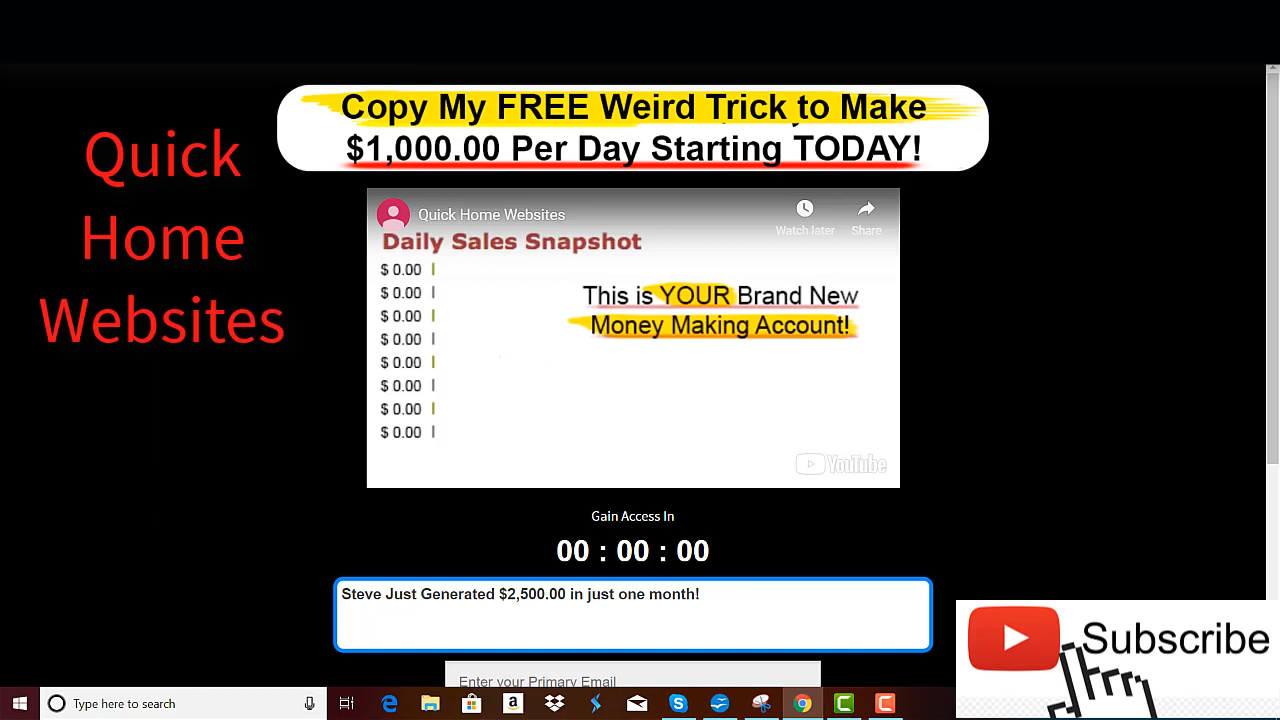 Copy My FREE Weird Trick to Make
$1,000.00 Per Day Starting TODAY!
Quick
Home
Websites
Quick Home Websites
Watch later
Share
Daily Sales Snapshot
$ 0.00
$ 0.00
$ 0.00
$ 0.00
$ 0.00
$ 0.00
$ 0.00
$ 0.00
This is YOUR Brand New
Money Making Account!
YouTube
Gain Access In
00 : 00 : 00
Steve Just Generated $2,500.00 in just one month!
Enter your Primary Email
Subscribe
Type here to search